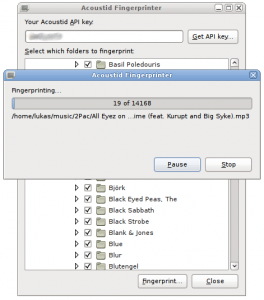 Acoustid Fingerprinter
Your Acoustid API key:
Get API key...
Select which folders to fingerprint:
Basil Poledouris
Acoustid Fingerprinter
Fingerprinting...
19 of 14168
/home/lukas/music/2Pac/All Eyez on ...ime (feat. Kurupt and Big Syke).mp3
Pause
Stop
Björk
Black Eyed Peas, The
Black Sabbath
Black Strobe
Blank & Jones
Blue
Blur
Blutengel
Fingerprint...
Close